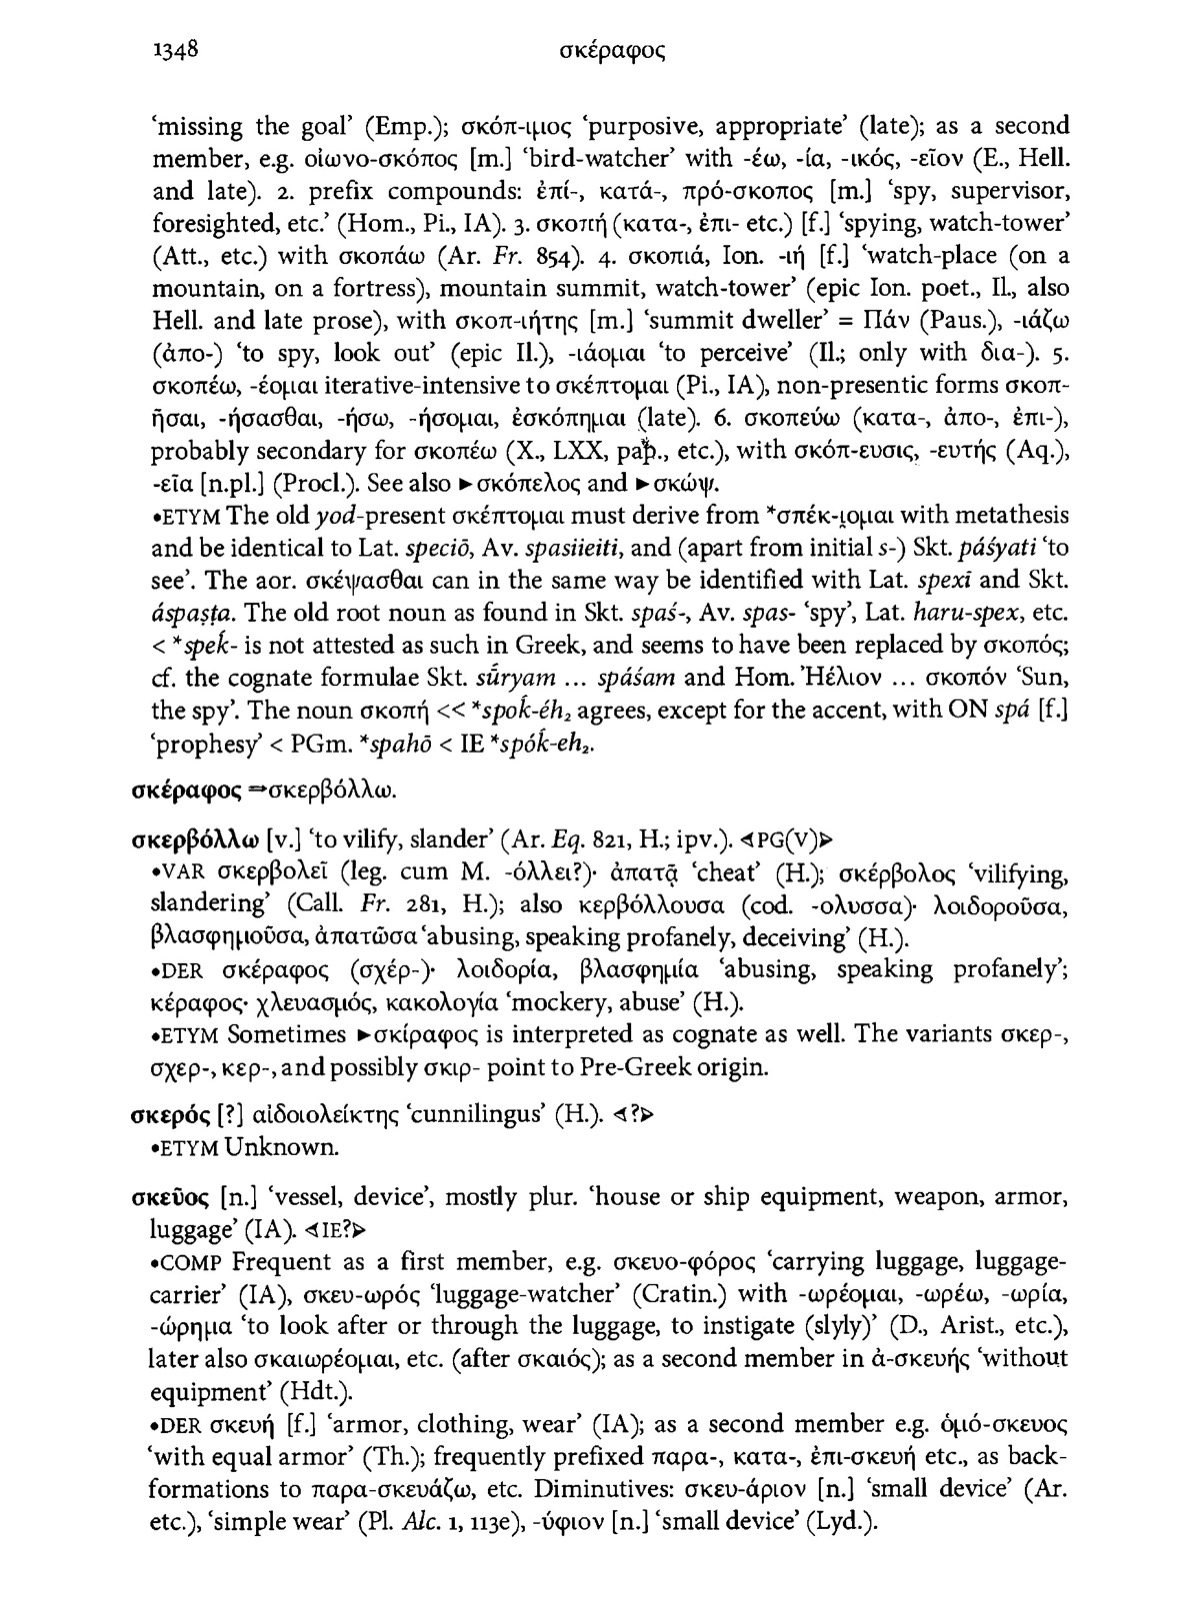 1348
σκέραφος
‘missing the goal’ (Emp.); σκόπ-ιμος ‘purposive, appropriate’ (late); as a second
member, e.g. οἰωνο-σκόπος [m.] ‘bird-watcher’ with -έω, -ία, -ικός, -εῖον (E., Hell.
and late). 2. prefix compounds: ἐπί-, κατά-, πρό-σκοπος [m.] ‘spy, supervisor,
foresighted, etc.’ (Hom., Pi., IA). 3. σκοπή (κατα-, ἐπι- etc.) [f.] ‘spying, watch-tower’
(Att., etc.) with σκοπάω (Ar. Fr. 854). 4. σκοπιά, Ion. -ιή [f.] ‘watch-place (on a
mountain, on a fortress), mountain summit, watch-tower’ (epic Ion. poet., Il., also
Hell. and late prose), with σκοπ-ιήτης [m.] ‘summit dweller’ = Πάν (Paus.), -ιάζω
(ἀπο-) ‘to spy, look out’ (epic Il.), -ιάομαι ‘to perceive’ (Il.; only with δια-). 5.
σκοπέω, -έομαι iterative-intensive to σκέπτομαι (Pi., IA), non-presentic forms σκοπ-
ῆσαι, -ήσασθαι, -ήσω, -ήσομαι, ἐσκόπημαι (late). 6. σκοπεύω (κατα-, ἀπο-, ἐπι-),
probably secondary for σκοπέω (X., LXX, pap., etc.), with σκόπ-ευσις, -ευτής (Aq.),
-εῖα [n.pl.] (Procl.). See also ►σκόπελος and ►σκώψ.
•ETYM The old yod-present σκέπτομαι must derive from *σπέκ-ι̯ομαι with metathesis
and be identical to Lat. speciō, Av. spasiieiti, and (apart from initial s-) Skt. páśyati ‘to
see’. The aor. σκέψασθαι can in the same way be identified with Lat. spexī and Skt.
áspaṣṭa. The old root noun as found in Skt. spaś-, Av. spas- ‘spy’, Lat. haru-spex, etc.
< *speḱ- is not attested as such in Greek, and seems to have been replaced by σκοπός;
cf. the cognate formulae Skt. sū́ryam ... spáśam and Hom. Ἠέλιον ... σκοπόν ‘Sun,
the spy’. The noun σκοπή << *spoḱ-éh₂ agrees, except for the accent, with ON spá [f.]
‘prophesy’ < PGm. *spahō < IE *spóḱ-eh₂.
σκέραφος ⇒σκερβόλλω.
σκερβόλλω [v.] ‘to vilify, slander’ (Ar. Eq. 821, H.; ipv.). ⊲PG(V)⊳
•VAR σκερβολεῖ (leg. cum M. -όλλει?)· ἀπατᾷ ‘cheat’ (H.); σκέρβολος ‘vilifying,
slandering’ (Call. Fr. 281, H.); also κερβόλλουσα (cod. -ολυσσα)· λοιδοροῦσα,
βλασφημοῦσα, ἀπατῶσα ‘abusing, speaking profanely, deceiving’ (H.).
•DER σκέραφος (σχέρ-)· λοιδορία, βλασφημία ‘abusing, speaking profanely’;
κέραφος· χλευασμός, κακολογία ‘mockery, abuse’ (H.).
•ETYM Sometimes ►σκίραφος is interpreted as cognate as well. The variants σκερ-,
σχερ-, κερ-, and possibly σκιρ- point to Pre-Greek origin.
σκερός [?] αἰδοιολείκτης ‘cunnilingus’ (H.). ⊲?⊳
•ETYM Unknown.
σκεῦος [n.] ‘vessel, device’, mostly plur. ‘house or ship equipment, weapon, armor,
luggage’ (IA). ⊲IE?⊳
•COMP Frequent as a first member, e.g. σκευο-φόρος ‘carrying luggage, luggage-
carrier’ (IA), σκευ-ωρός ‘luggage-watcher’ (Cratin.) with -ωρέομαι, -ωρέω, -ωρία,
-ώρημα ‘to look after or through the luggage, to instigate (slyly)’ (D., Arist., etc.),
later also σκαιωρέομαι, etc. (after σκαιός); as a second member in ἀ-σκευής ‘without
equipment’ (Hdt.).
•DER σκευή [f.] ‘armor, clothing, wear’ (IA); as a second member e.g. ὁμό-σκευος
‘with equal armor’ (Th.); frequently prefixed παρα-, κατα-, ἐπι-σκευή etc., as back-
formations to παρα-σκευάζω, etc. Diminutives: σκευ-άριον [n.] ‘small device’ (Ar.
etc.), ‘simple wear’ (Pl. Alc. 1, 113e), -ύφιον [n.] ‘small device’ (Lyd.).